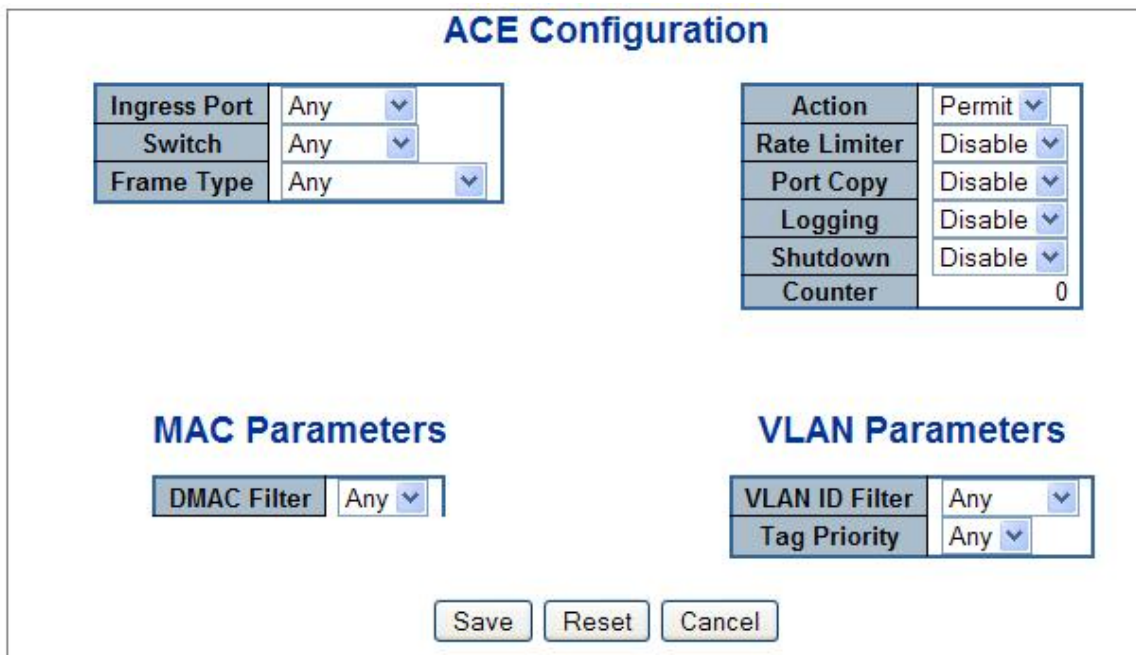 ACE Configuration
Ingress Port Any
Switch Any
Frame Type Any
Action Permit
Rate Limiter Disable
Port Copy Disable
Logging Disable
Shutdown Disable
Counter 0
MAC Parameters
DMAC Filter Any
VLAN Parameters
VLAN ID Filter Any
Tag Priority Any
Save Reset Cancel